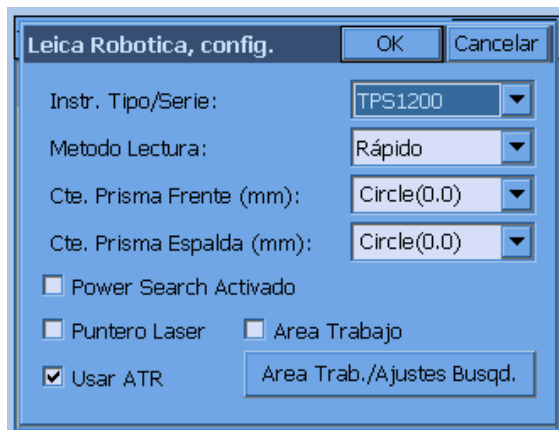 Leica Robotica, config. OK Cancelar
Instr. Tipo/Serie: TPS1200
Metodo Lectura: Rápido
Cte. Prisma Frente (mm): Circle(0.0)
Cte. Prisma Espalda (mm): Circle(0.0)
Power Search Activado
Puntero Laser Area Trabajo
Usar ATR Area Trab./Ajustes Busqd.